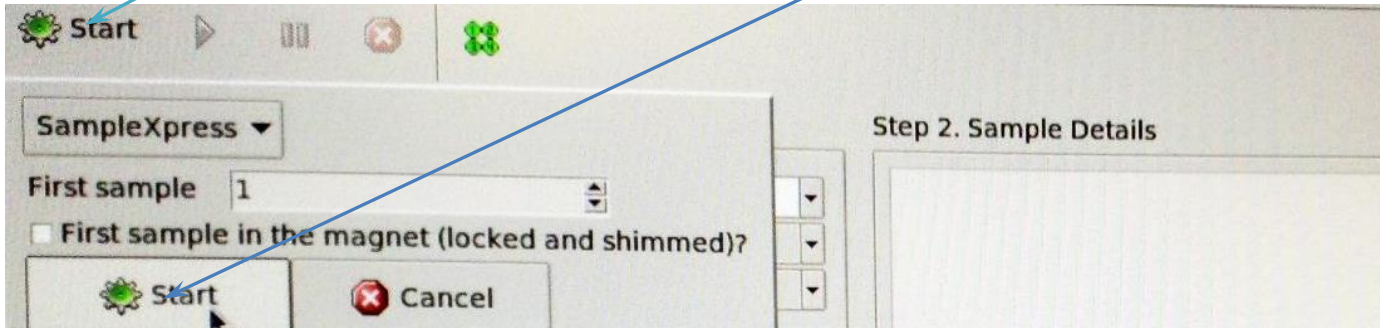 Start
SampleXpress
Step 2. Sample Details
First sample 1
First sample in the magnet (locked and shimmed)?
Start Cancel